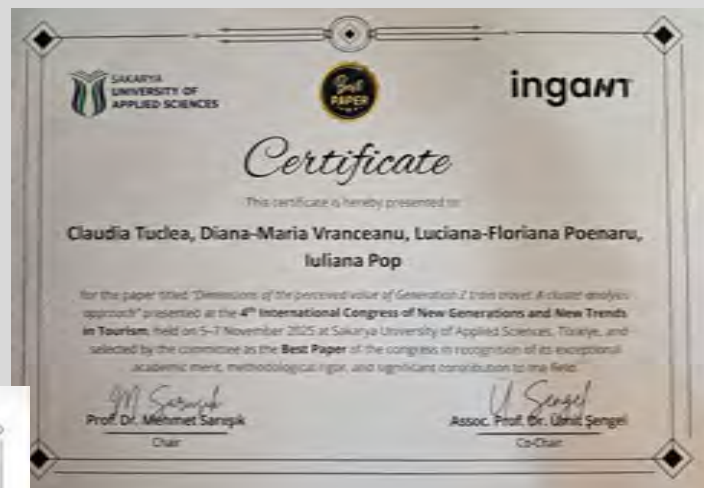 SAKARYA
UNIVERSITY OF
APPLIED SCIENCES
Best
PAPER
ingaNT
Certificate
This certificate is hereby presented to
Claudia Tuclea, Diana-Maria Vranceanu, Luciana-Floriana Poenaru,
Iuliana Pop
for the paper titled "Dimensions of the perceived value of Generation Z train travel: A cluster analysis
approach" presented at the 4th International Congress of New Generations and New Trends
in Tourism, held on 5-7 November 2025 at Sakarya University of Applied Sciences, Türkiye, and
selected by the committee as the Best Paper of the congress in recognition of its exceptional
academic merit, methodological rigor, and significant contribution to the field.
M Sarıışık
U Şengel
Prof. Dr. Mehmet Sarıışık
Assoc. Prof. Dr. Ümit Şengel
Chair
Co-Chair